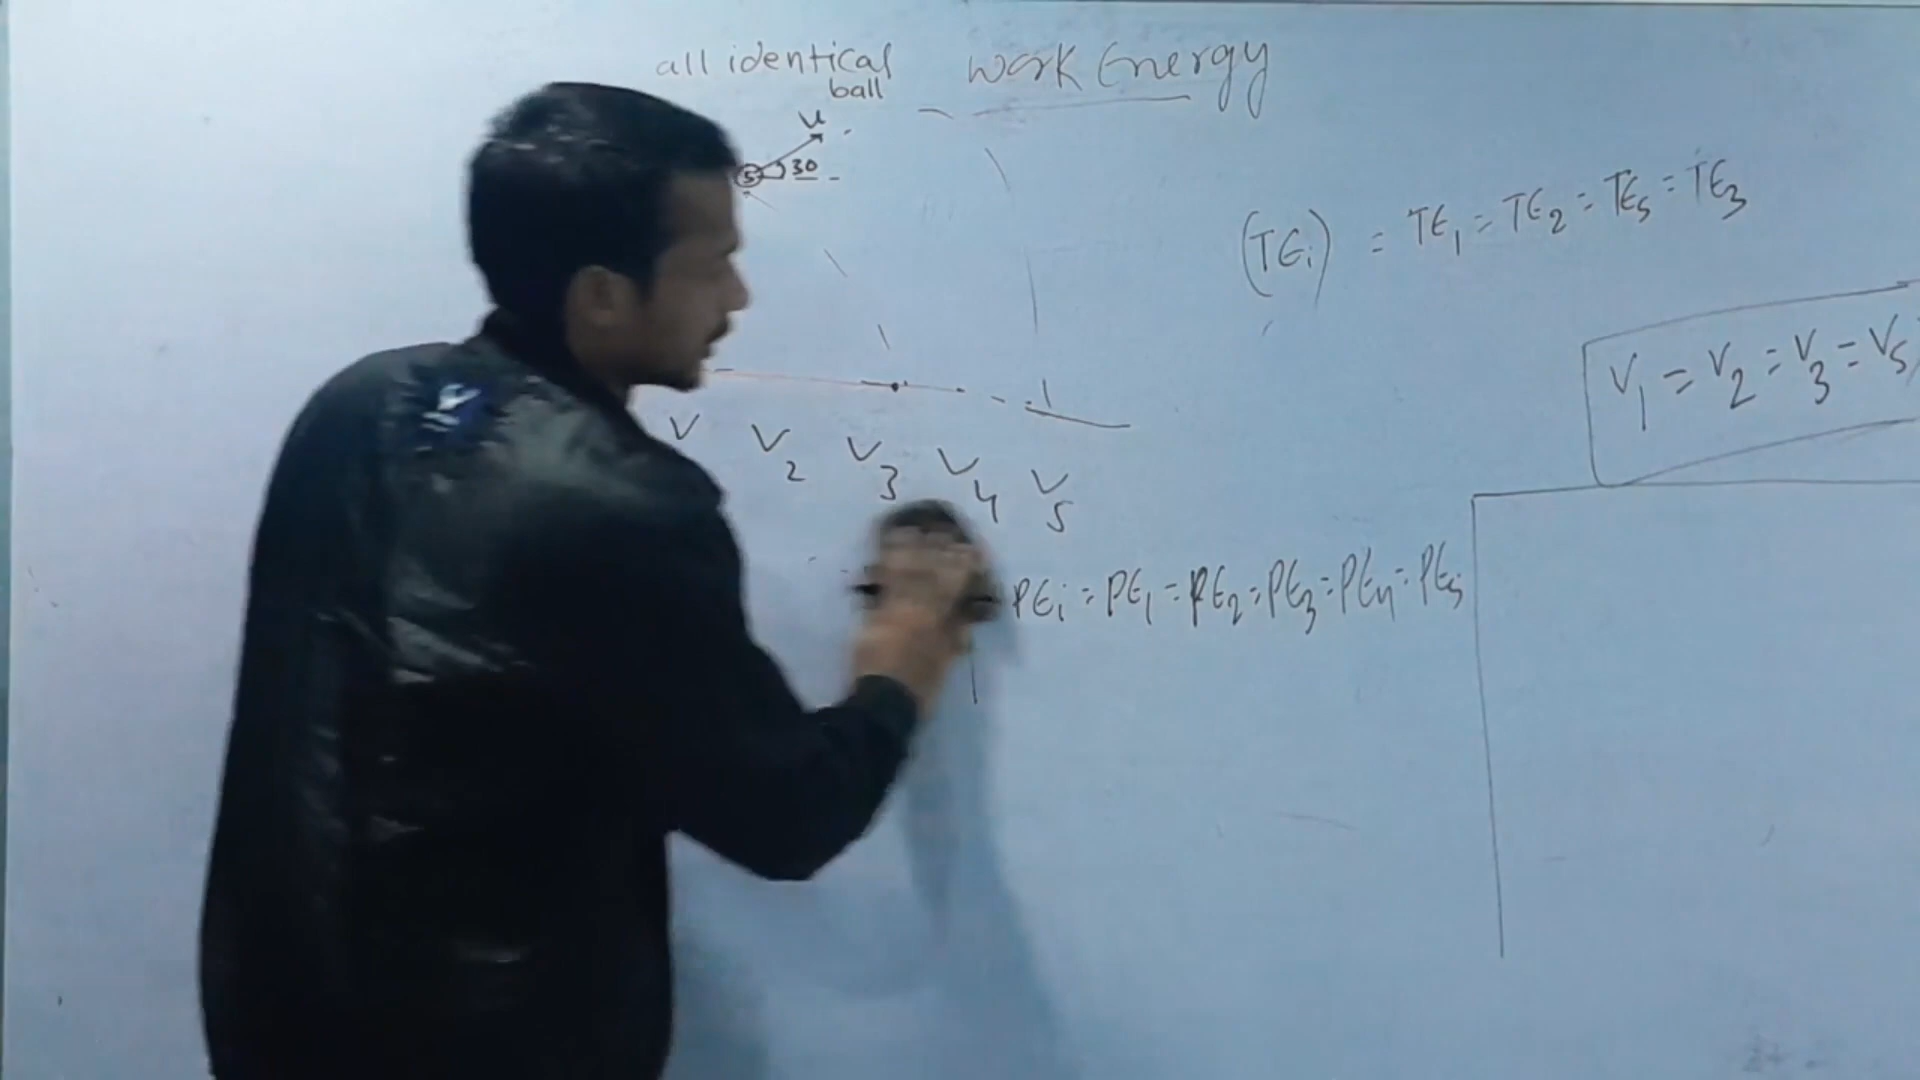 all identical
ball
Work Energy
u
5 30
(TEi) = TE1 = TE2 = TE5 = TE3
V1 = V2 = V3 = V5
V V2 V3 V4 V5
PEi = PE1 = PE2 = PE3 = PE4 = PE5